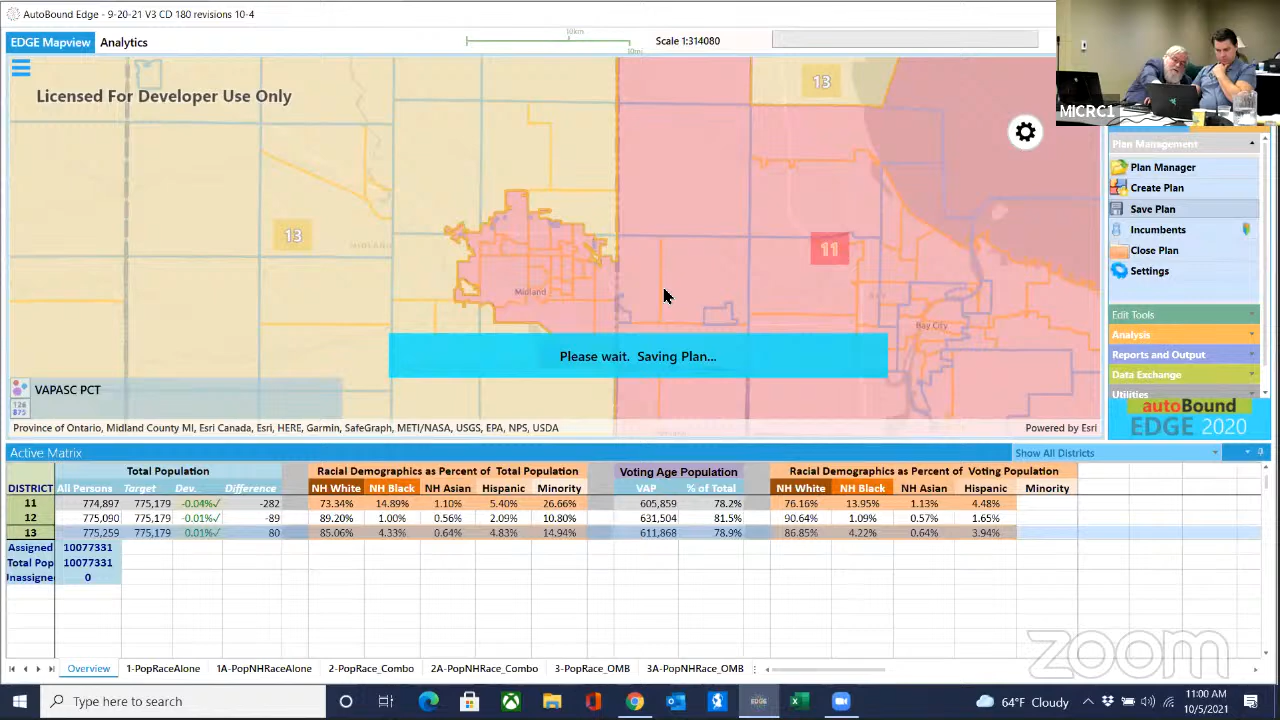 AutoBound Edge - 9-20-21 V3 CD 180 revisions 10-4
EDGE Mapview Analytics
10km
10mi
Scale 1:314080
Licensed For Developer Use Only
13
13
11
MIDLAND
Midland
BAY
Bay City
MICRC1
Plan Management
Plan Manager
Create Plan
Save Plan
Incumbents
Close Plan
Settings
Edit Tools
Analysis
Reports and Output
Data Exchange
Utilities
autoBound
EDGE 2020
Please wait. Saving Plan...
VAPASC PCT
126
875
Province of Ontario, Midland County MI, Esri Canada, Esri, HERE, Garmin, SafeGraph, METI/NASA, USGS, EPA, NPS, USDA
Powered by Esri
Active Matrix Show All Districts
Total Population Racial Demographics as Percent of Total Population Voting Age Population Racial Demographics as Percent of Voting Population
DISTRICT All Persons Target Dev. Difference NH White NH Black NH Asian Hispanic Minority VAP % of Total NH White NH Black NH Asian Hispanic Minority
11 774,897 775,179 -0.04%✓ -282 73.34% 14.89% 1.10% 5.40% 26.66% 605,859 78.2% 76.16% 13.95% 1.13% 4.48%
12 775,090 775,179 -0.01%✓ -89 89.20% 1.00% 0.56% 2.09% 10.80% 631,504 81.5% 90.64% 1.09% 0.57% 1.65%
13 775,259 775,179 0.01%✓ 80 85.06% 4.33% 0.64% 4.83% 14.94% 611,868 78.9% 86.85% 4.22% 0.64% 3.94%
Assigned 10077331
Total Pop 10077331
Unassigned 0
Overview 1-PopRaceAlone 1A-PopNHRaceAlone 2-PopRace_Combo 2A-PopNHRace_Combo 3-PopRace_OMB 3A-PopNHRace_OMB
zoom
Type here to search
EDGE
64°F Cloudy
11:00 AM
10/5/2021